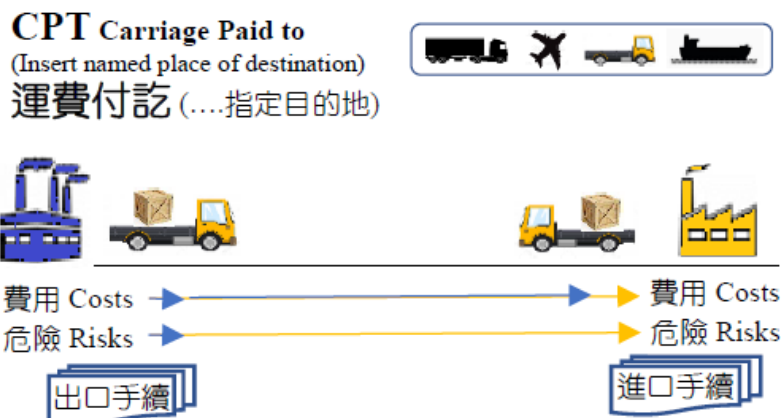 CPT Carriage Paid to
(Insert named place of destination)
運費付訖 (....指定目的地)
費用 Costs
費用 Costs
危險 Risks
危險 Risks
出口手續
進口手續